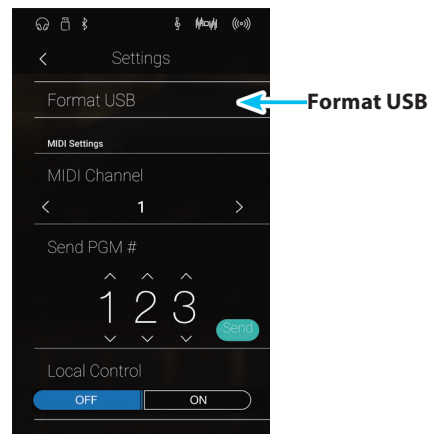 Settings
Format USB
Format USB
MIDI Settings
MIDI Channel
1
Send PGM #
1 2 3
Send
Local Control
OFF ON